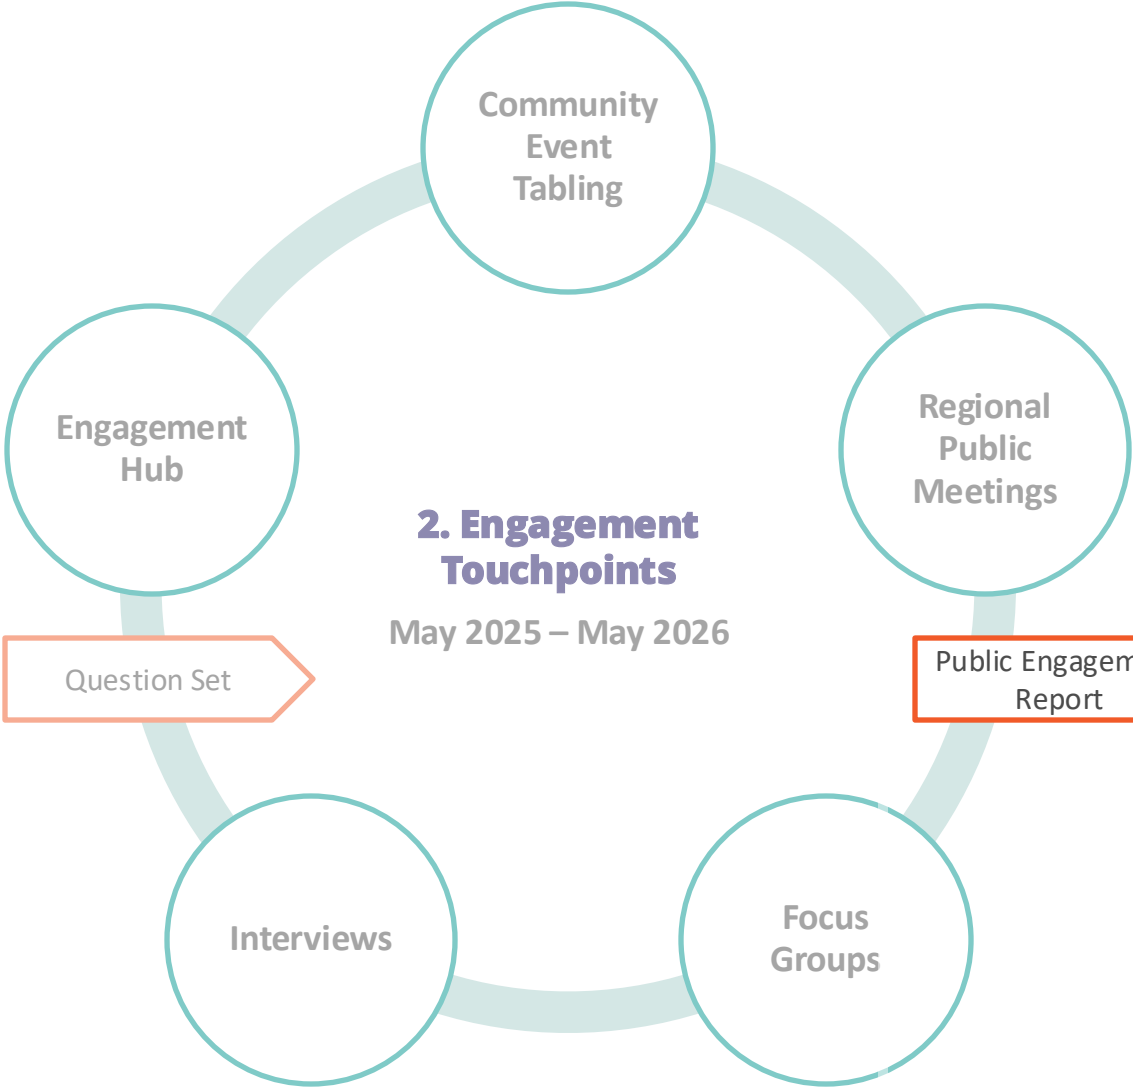 Community
Event
Tabling
Engagement
Hub
Regional
Public
Meetings
2. Engagement
Touchpoints
May 2025 – May 2026
Question Set
Public
Report
Interviews
Focus
Groups